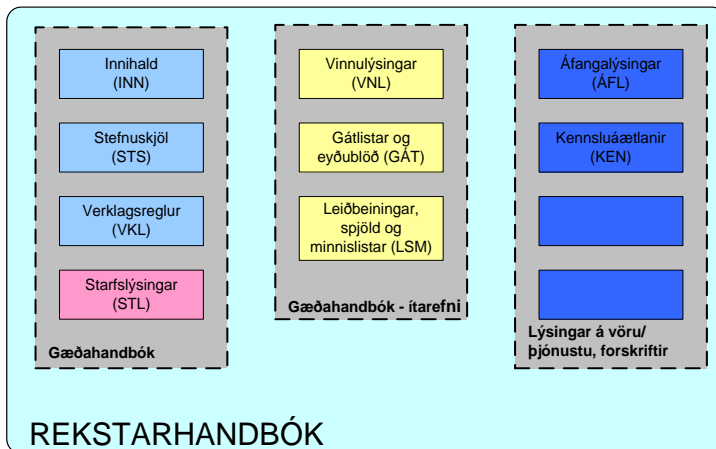 Innihald
(INN)
Stefnuskjöl
(STS)
Verklagsreglur
(VKL)
Starfslýsingar
(STL)
Gæðahandbók
Vinnulýsingar
(VNL)
Gátlistar og
eyðublöð (GÁT)
Leiðbeiningar,
spjöld og
minnislistar (LSM)
Gæðahandbók - ítarefni
Áfangalýsingar
(ÁFL)
Kennsluáætlanir
(KEN)
Lýsingar á vöru/
þjónustu, forskriftir
REKSTARHANDBÓK